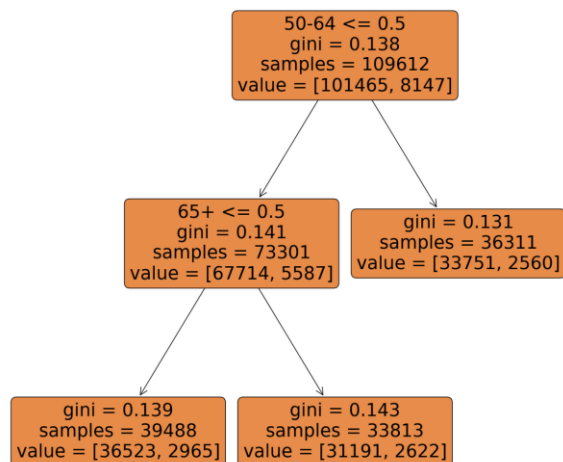 50-64 <= 0.5
gini = 0.138
samples = 109612
value = [101465, 8147]
65+ <= 0.5
gini = 0.141
samples = 73301
value = [67714, 5587]
gini = 0.131
samples = 36311
value = [33751, 2560]
gini = 0.139
samples = 39488
value = [36523, 2965]
gini = 0.143
samples = 33813
value = [31191, 2622]